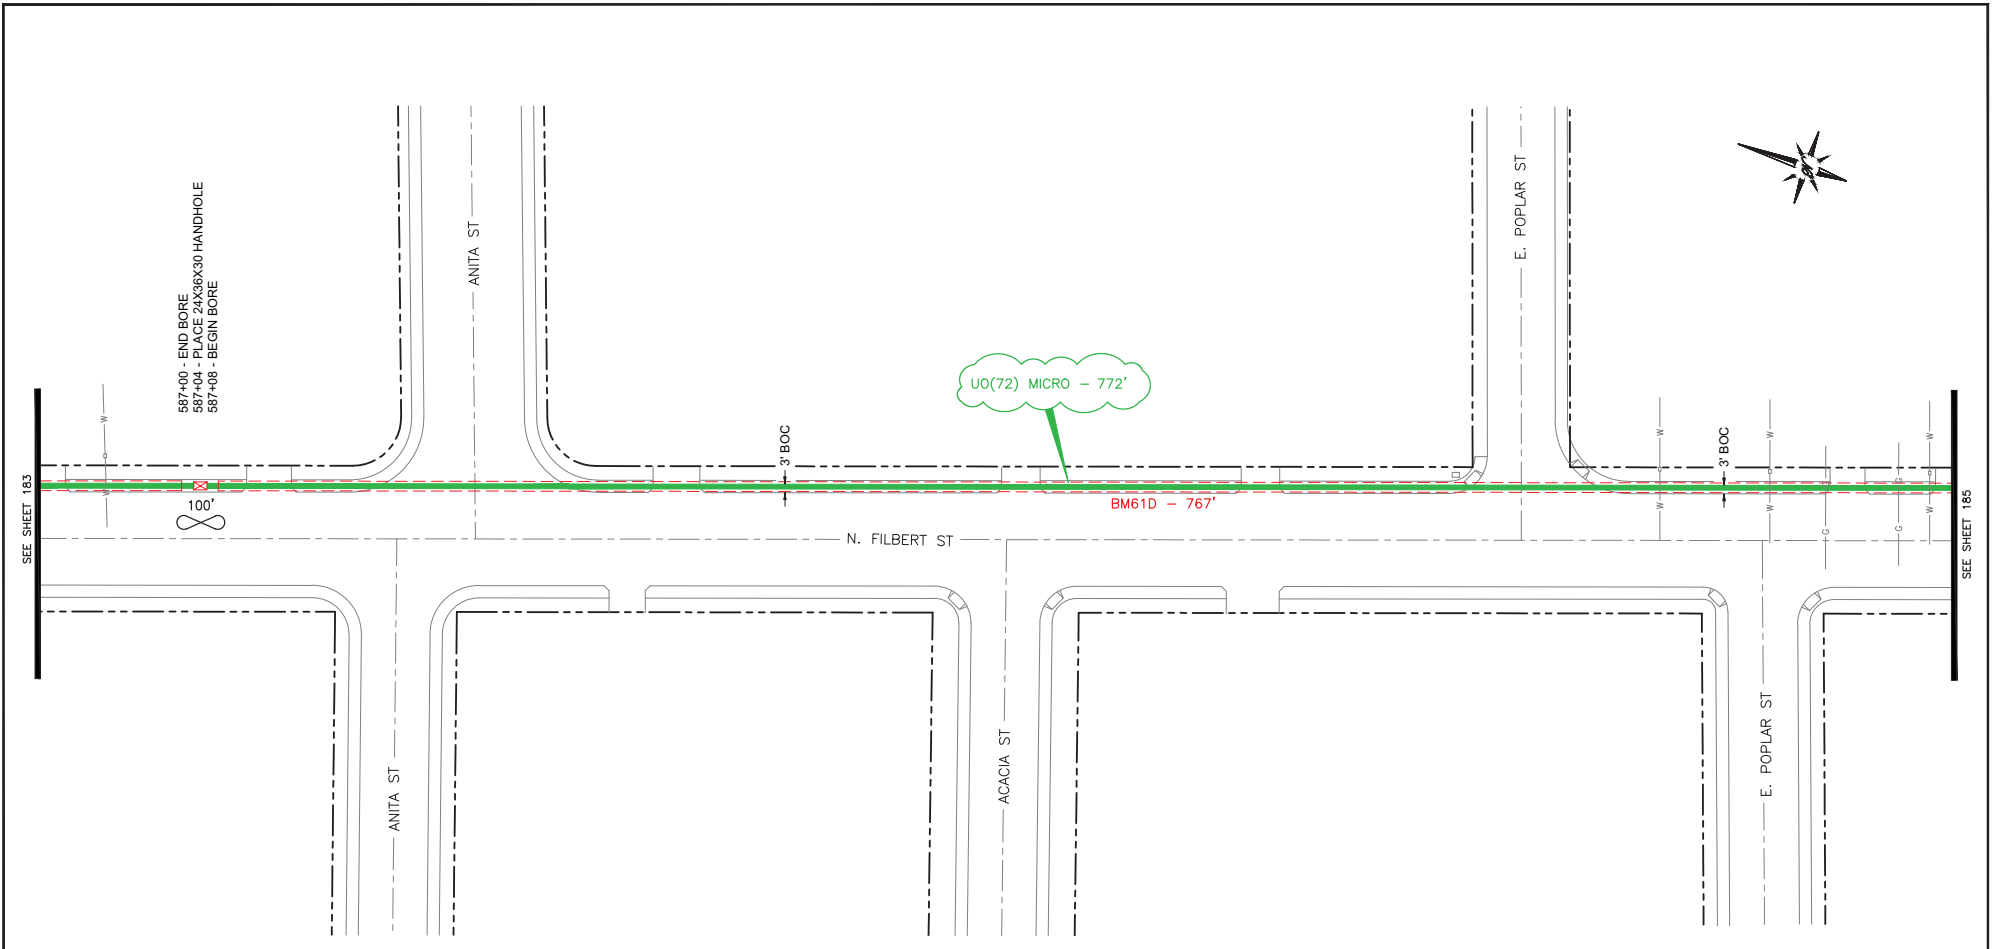 587+00 - END BORE
587+04 - PLACE 24X36X30 HANDHOLE
587+08 - BEGIN BORE
ANITA ST
E. POPLAR ST
UO(72) MICRO - 772'
3' BOC
3' BOC
SEE SHEET 183
100'
BM61D - 767'
N. FILBERT ST
SEE SHEET 185
ANITA ST
ACACIA ST
E. POPLAR ST
W
W
W
W
W
W
W
W
G
G
G
G